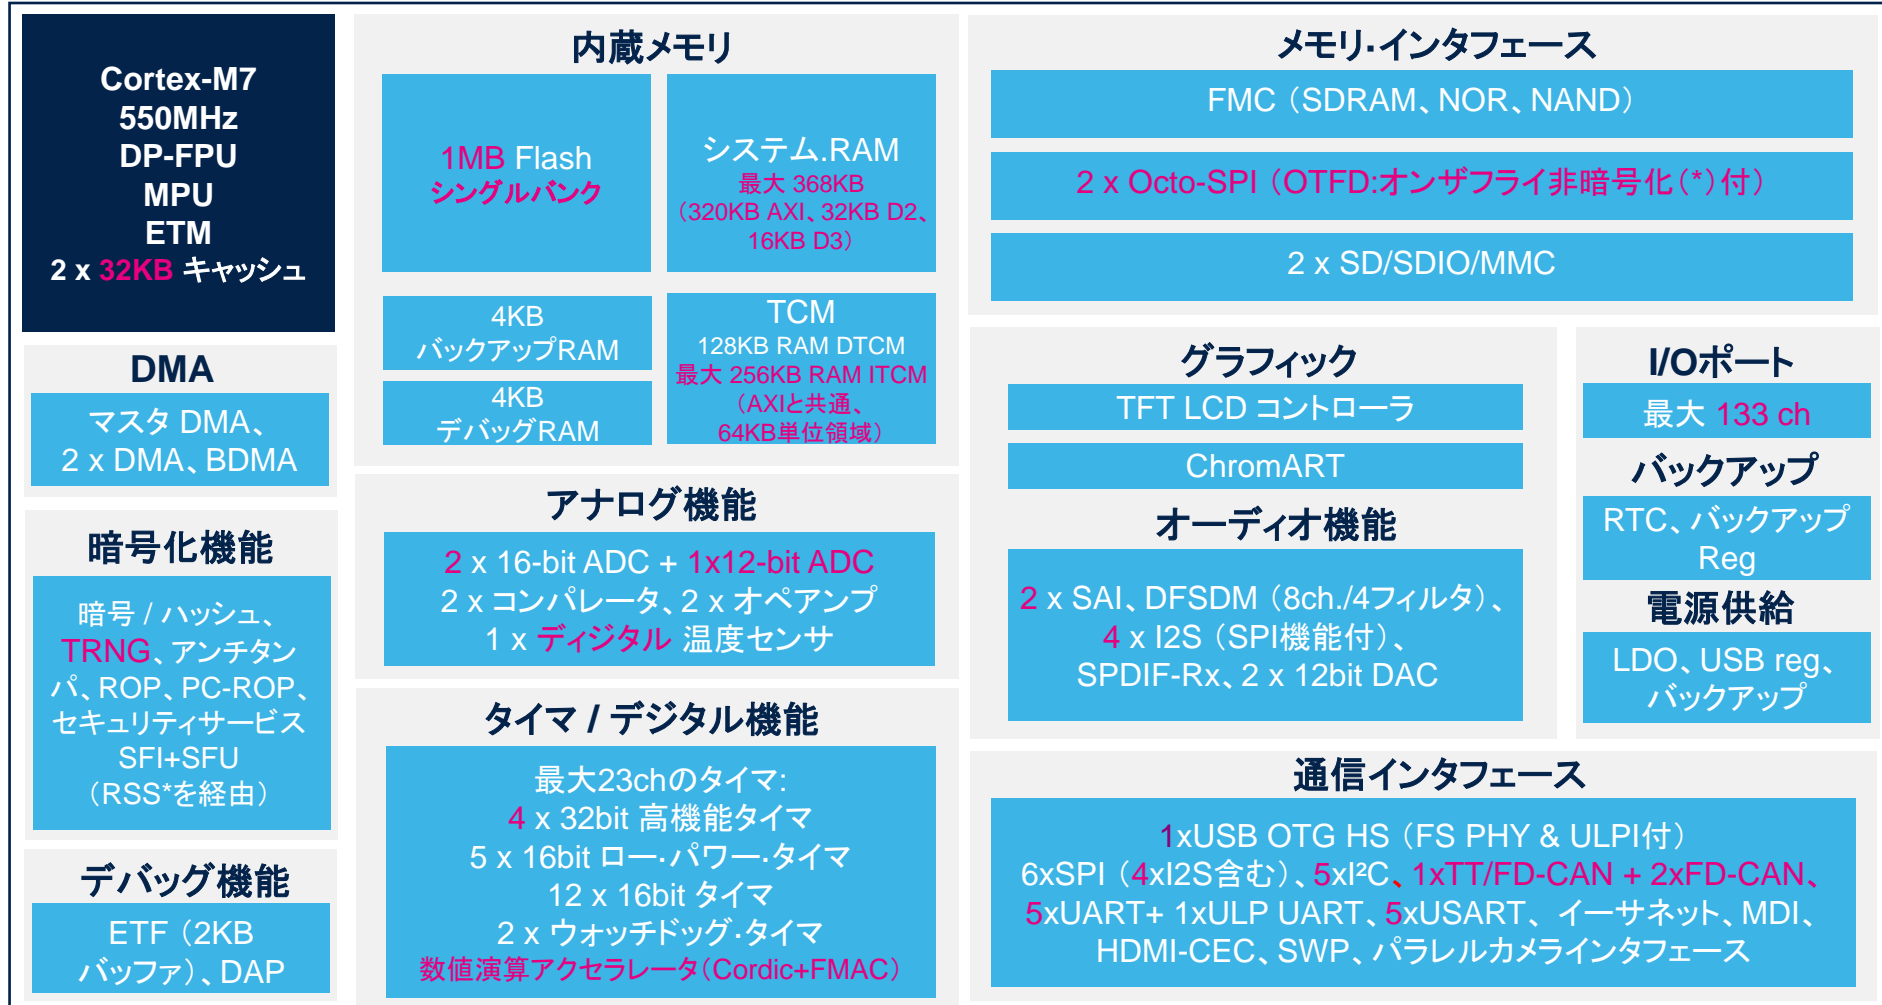 Cortex-M7
550MHz
DP-FPU
MPU
ETM
2 x 32KB キャッシュ
DMA
マスタ DMA、
2 x DMA、BDMA
暗号化機能
暗号 / ハッシュ、
TRNG、アンチタン
パ、ROP、PC-ROP、
セキュリティサービス
SFI+SFU
（RSS*を経由）
デバッグ機能
ETF（2KB
バッファ）、DAP
内蔵メモリ
1MB Flash
シングルバンク
システム.RAM
最大 368KB
（320KB AXI、32KB D2、
16KB D3）
4KB
バックアップRAM
4KB
デバッグRAM
TCM
128KB RAM DTCM
最大 256KB RAM ITCM
（AXIと共通、
64KB単位領域）
アナログ機能
2 x 16-bit ADC + 1x12-bit ADC
2 x コンパレータ、2 x オペアンプ
1 x ディジタル 温度センサ
タイマ / デジタル機能
最大23chのタイマ:
4 x 32bit 高機能タイマ
5 x 16bit ロー・パワー・タイマ
12 x 16bit タイマ
2 x ウォッチドッグ・タイマ
数値演算アクセラレータ（Cordic+FMAC）
メモリ・インタフェース
FMC（SDRAM、NOR、NAND）
2 x Octo-SPI（OTFD:オンザフライ非暗号化（*）付）
2 x SD/SDIO/MMC
グラフィック
TFT LCD コントローラ
ChromART
オーディオ機能
2 x SAI、DFSDM（8ch./4フィルタ）、
4 x I2S（SPI機能付）、
SPDIF-Rx、2 x 12bit DAC
I/Oポート
最大 133 ch
バックアップ
RTC、バックアップ
Reg
電源供給
LDO、USB reg、
バックアップ
通信インタフェース
1xUSB OTG HS（FS PHY & ULPI付）
6xSPI（4xI2S含む）、5xI²C、1xTT/FD-CAN + 2xFD-CAN、
5xUART+ 1xULP UART、5xUSART、イーサネット、MDI、
HDMI-CEC、SWP、パラレルカメラインタフェース